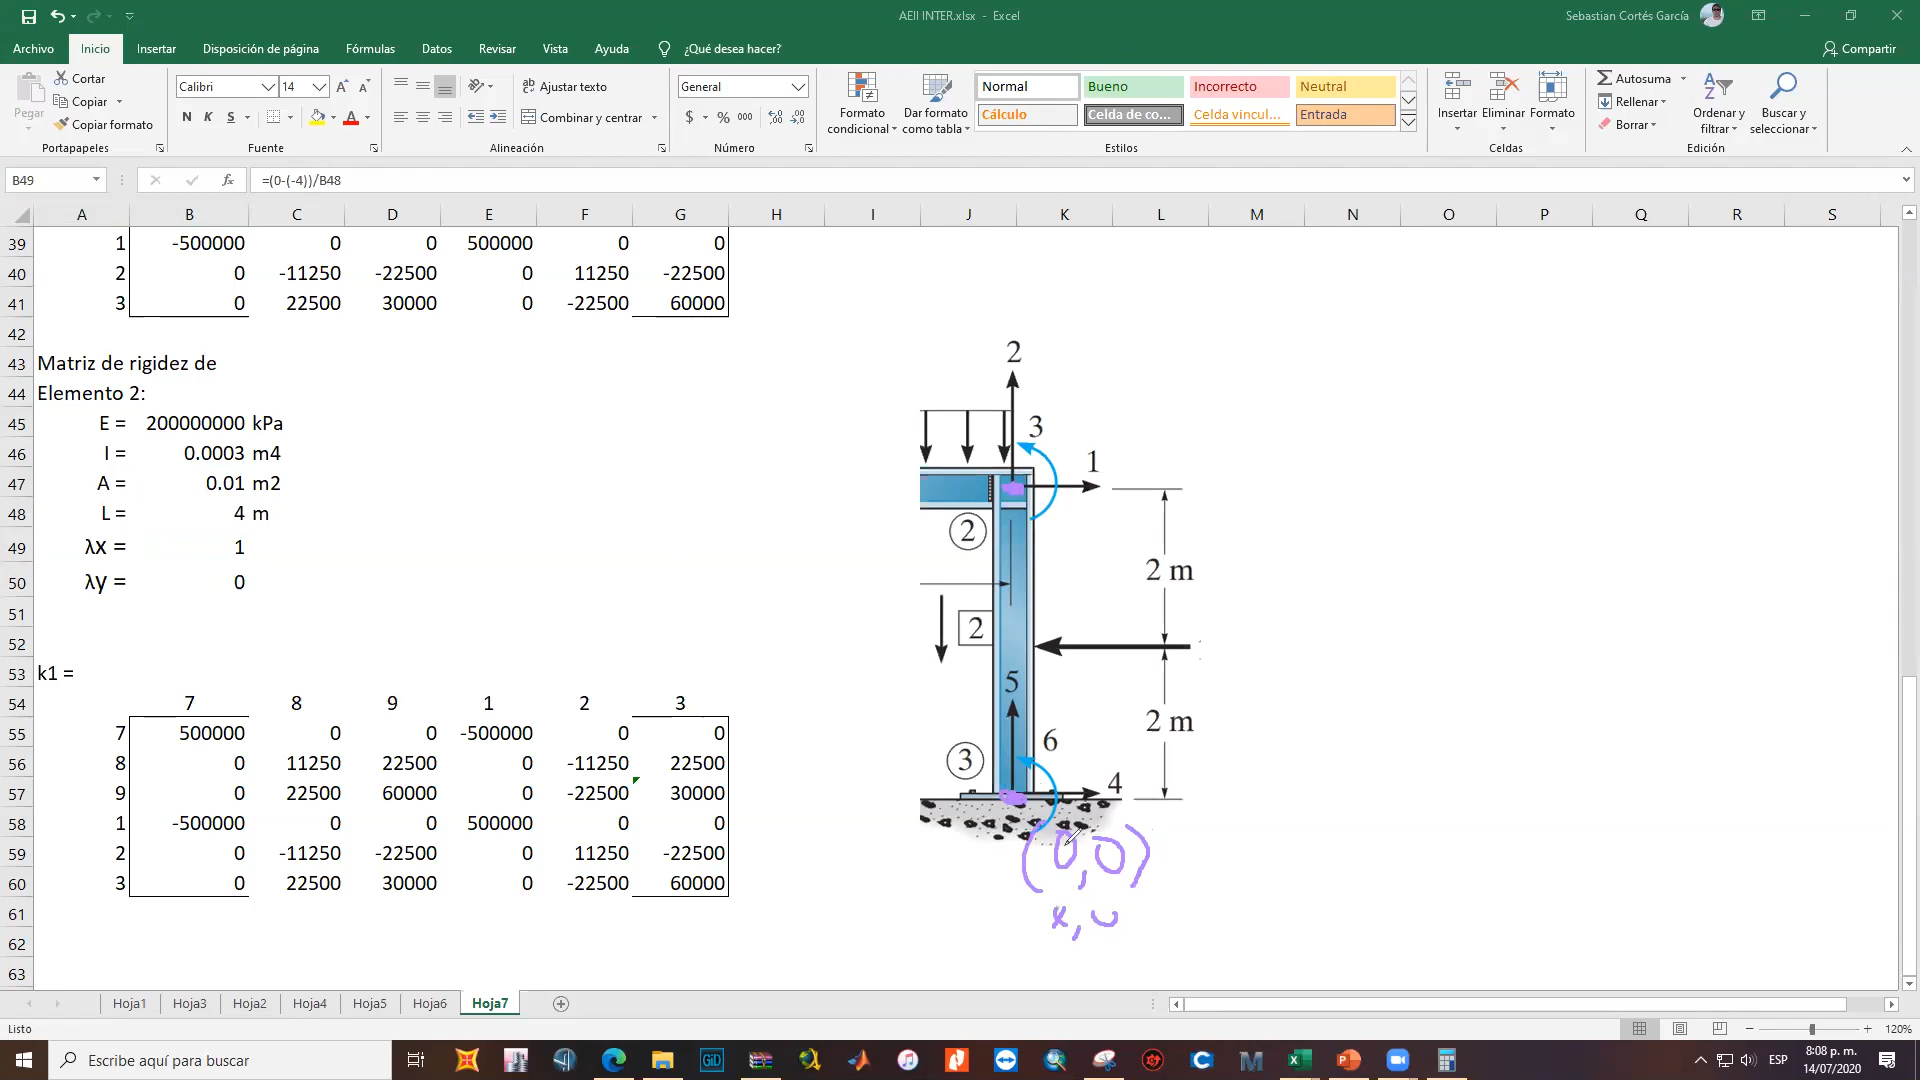 AEII INTER.xlsx - Excel
Sebastian Cortés García
Archivo Inicio Insertar Disposición de página Fórmulas Datos Revisar Vista Ayuda ¿Qué desea hacer? Compartir
Pegar
Cortar
Copiar
Copiar formato
Portapapeles
Calibri 14
N K S
Fuente
Ajustar texto
Combinar y centrar
Alineación
General
$ % 000
Número
Formato condicional
Dar formato como tabla
Normal Bueno Incorrecto Neutral
Cálculo Celda de co... Celda vincul... Entrada
Estilos
Insertar Eliminar Formato
Celdas
Autosuma
Rellenar
Borrar
Ordenar y filtrar
Buscar y seleccionar
Edición
B49 fx =(0-(-4))/B48
A B C D E F G H I J K L M N O P Q R S
39 1 -500000 0 0 500000 0 0
40 2 0 -11250 -22500 0 11250 -22500
41 3 0 22500 30000 0 -22500 60000
42
43 Matriz de rigidez de
44 Elemento 2:
45 E = 200000000 kPa
46 I = 0.0003 m4
47 A = 0.01 m2
48 L = 4 m
49 λx = 1
50 λy = 0
51
52
53 k1 =
54 7 8 9 1 2 3
55 7 500000 0 0 -500000 0 0
56 8 0 11250 22500 0 -11250 22500
57 9 0 22500 60000 0 -22500 30000
58 1 -500000 0 0 500000 0 0
59 2 0 -11250 -22500 0 11250 -22500
60 3 0 22500 30000 0 -22500 60000
61
62
63
2
3
1
2
2 m
2
5
2 m
6
3
4
(0,0)
Hoja1 Hoja3 Hoja2 Hoja4 Hoja5 Hoja6 Hoja7
Listo
120%
Escribe aquí para buscar
GiD
ESP
8:08 p. m.
14/07/2020